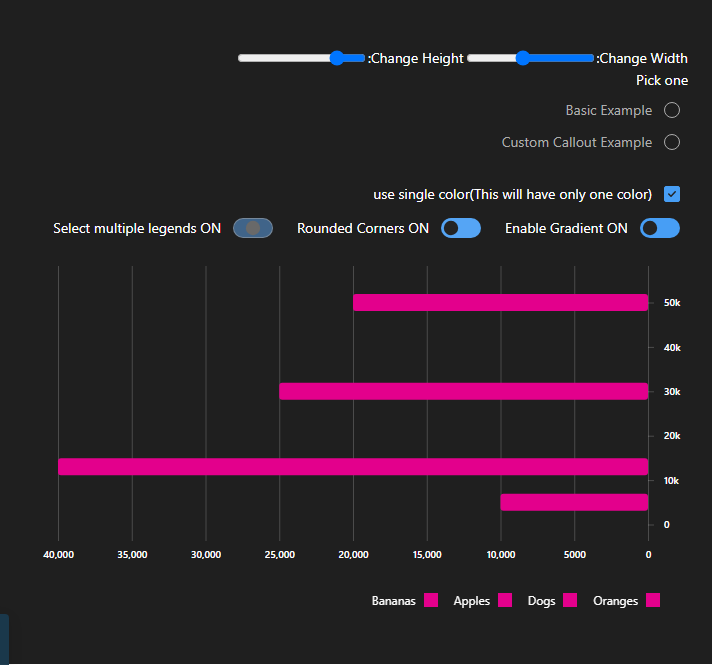 :Change Height :Change Width
Pick one
Basic Example
Custom Callout Example
use single color(This will have only one color)
Select multiple legends ON Rounded Corners ON Enable Gradient ON
50k
40k
30k
20k
10k
0
40,000 35,000 30,000 25,000 20,000 15,000 10,000 5000 0
Bananas Apples Dogs Oranges